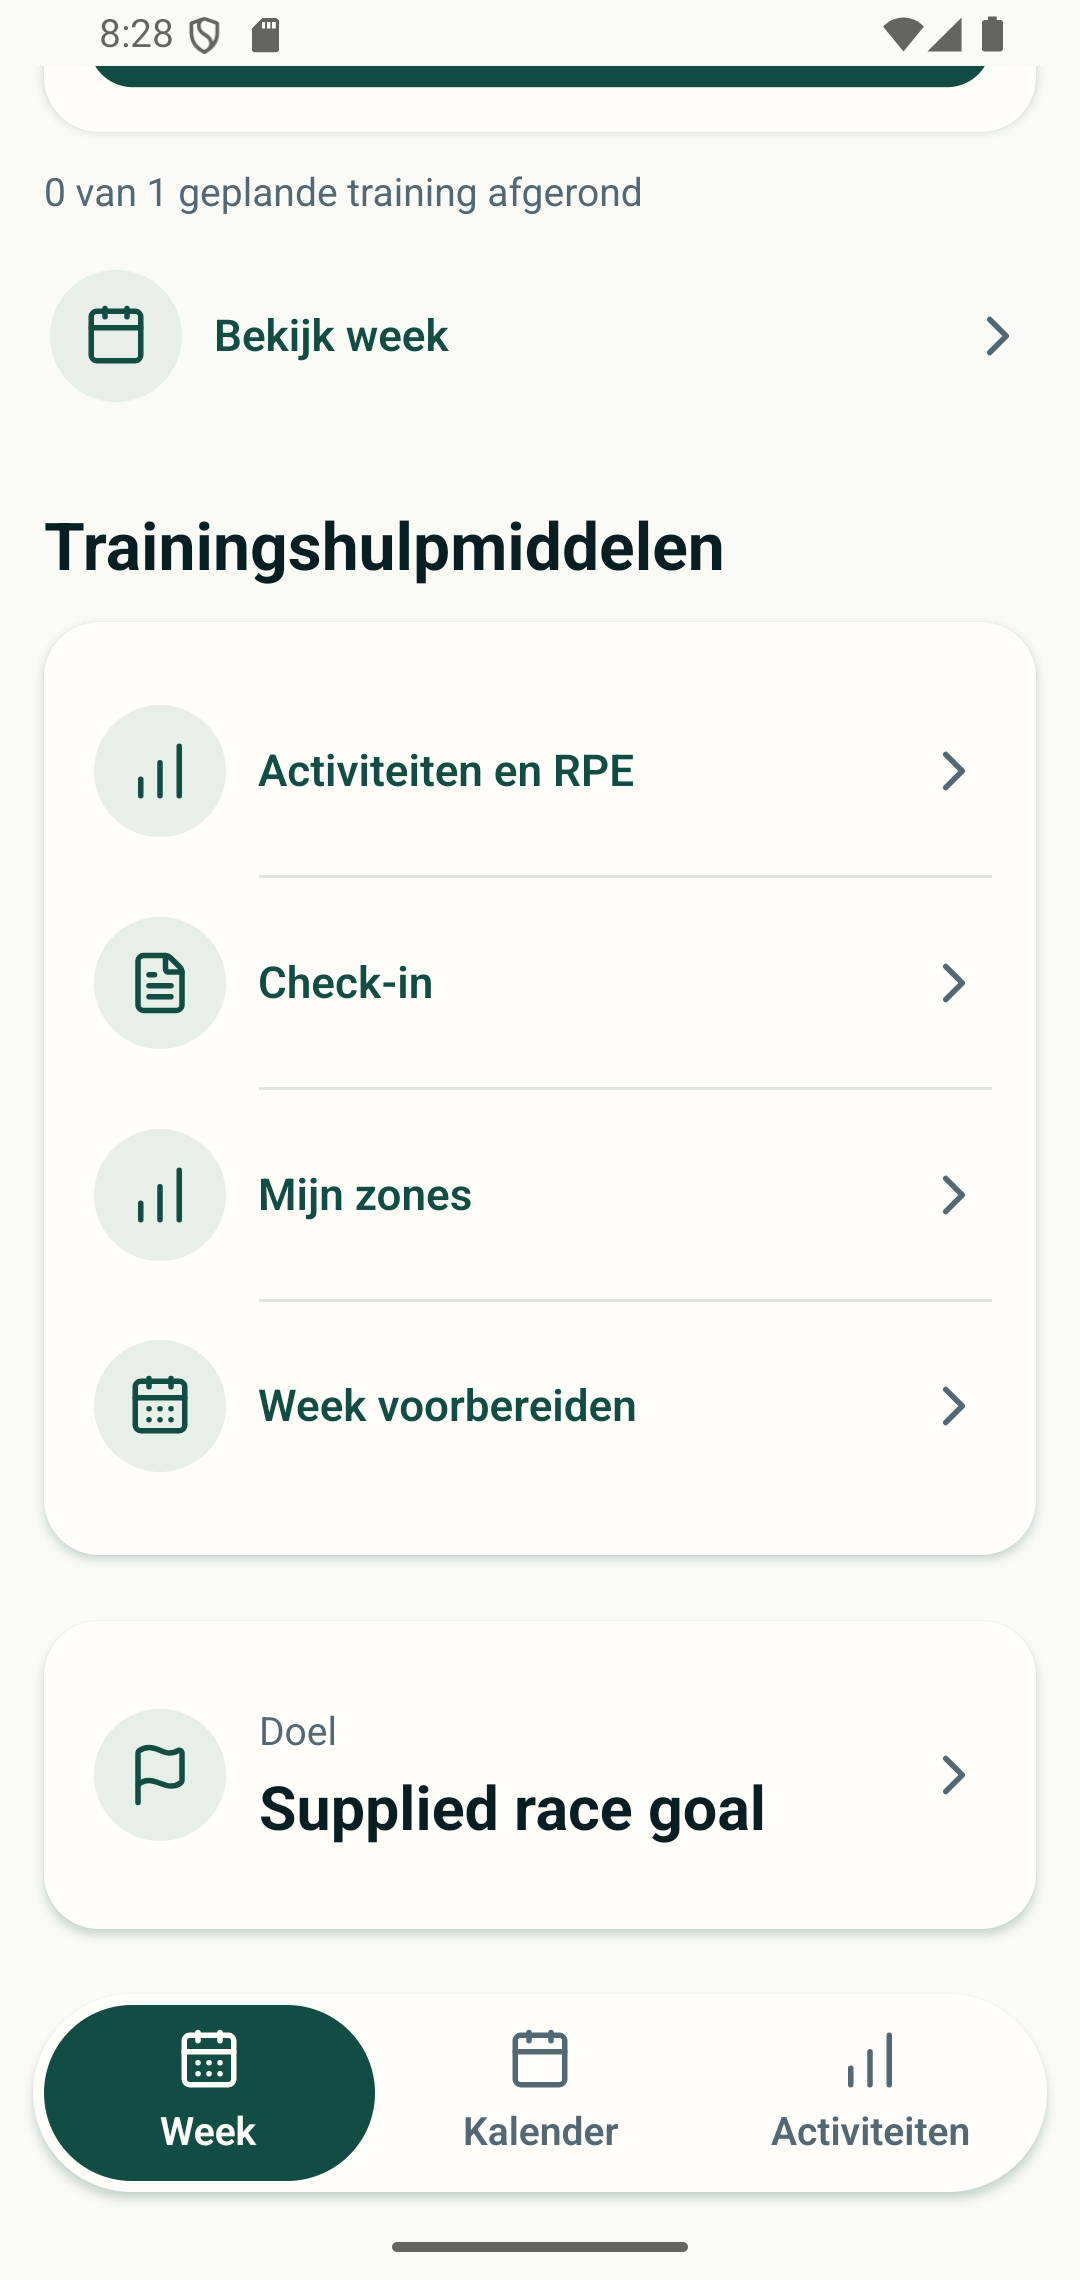 8:28
0 van 1 geplande training afgerond
Bekijk week
Trainingshulpmiddelen
Activiteiten en RPE
Check-in
Mijn zones
Week voorbereiden
Doel
Supplied race goal
Week
Kalender
Activiteiten